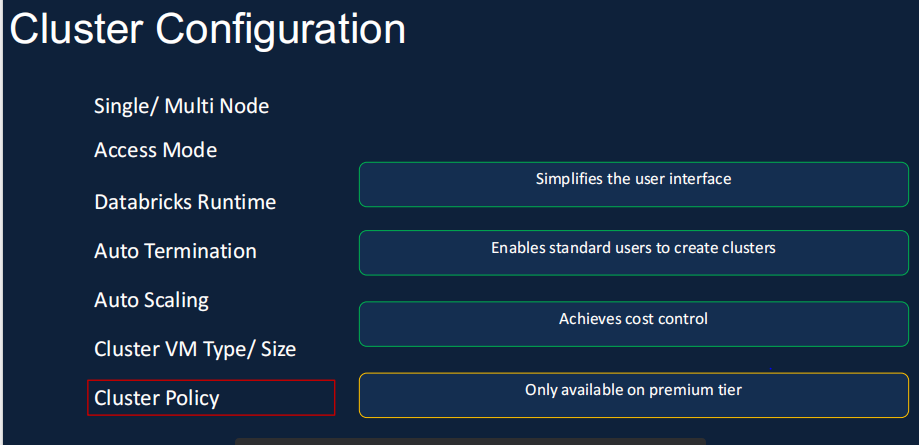 Cluster Configuration
Single/ Multi Node
Access Mode
Databricks Runtime
Auto Termination
Auto Scaling
Cluster VM Type/ Size
Cluster Policy
Simplifies the user interface
Enables standard users to create clusters
Achieves cost control
Only available on premium tier